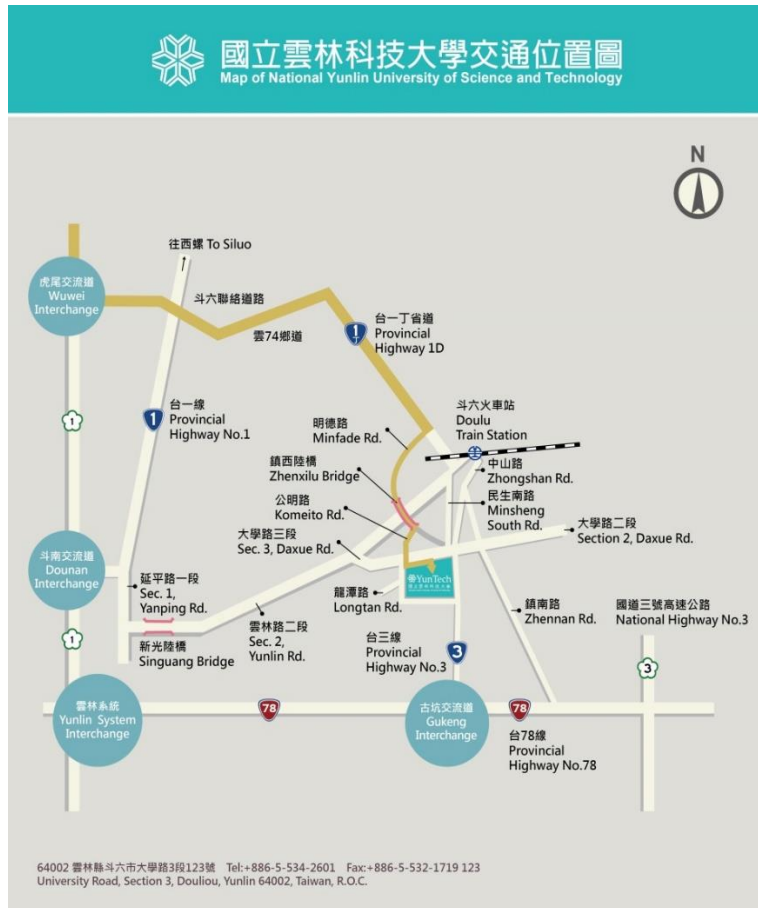 國立雲林科技大學交通位置圖
Map of National Yunlin University of Science and Technology
N
往西螺 To Siluo
虎尾交流道
Wuwei
Interchange
斗六聯絡道路
雲74鄉道
1
丁
台一丁省道
Provincial
Highway 1D
1
1
台一線
Provincial
Highway No.1
明德路
Minfade Rd.
斗六火車站
Doulu
Train Station
鎮西陸橋
Zhenxilu Bridge
中山路
Zhongshan Rd.
公明路
Komeito Rd.
民生南路
Minsheng
South Rd.
大學路三段
Sec. 3, Daxue Rd.
大學路二段
Section 2, Daxue Rd.
斗南交流道
Dounan
Interchange
延平路一段
Sec. 1,
Yanping Rd.
YunTech
國立雲林科技大學
龍潭路
Longtan Rd.
鎮南路
Zhennan Rd.
國道三號高速公路
National Highway No.3
1
新光陸橋
Singuang Bridge
雲林路二段
Sec. 2,
Yunlin Rd.
台三線
Provincial
Highway No.3
3
3
雲林系統
Yunlin System
Interchange
78
古坑交流道
Gukeng
Interchange
78
台78線
Provincial
Highway No.78
64002 雲林縣斗六市大學路3段123號 Tel:+886-5-534-2601 Fax:+886-5-532-1719 123
University Road, Section 3, Douliou, Yunlin 64002, Taiwan, R.O.C.